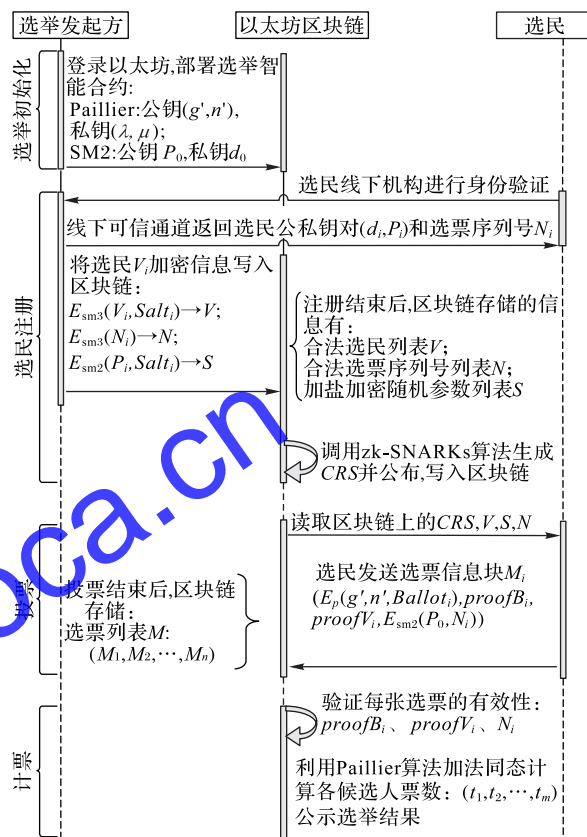 选举发起方
以太坊区块链
选民
选举初始化
登录以太坊,部署选举智
能合约:
Paillier:公钥(g',n'),
私钥(λ, μ);
SM2:公钥P₀,私钥d₀
选民注册
选民线下机构进行身份验证
线下可信通道返回选民公私钥对(dᵢ,Pᵢ)和选票序列号Nᵢ
将选民Vᵢ加密信息写入
区块链:
Eₛₘ₃(Vᵢ,Saltᵢ)→V;
Eₛₘ₃(Nᵢ)→N;
Eₛₘ₂(Pᵢ,Saltᵢ)→S
注册结束后,区块链存储的信
息有:
合法选民列表V;
合法选票序列号列表N;
加盐加密随机参数列表S
调用zk-SNARKs算法生成
CRS并公布,写入区块链
投票
读取区块链上的CRS,V,S,N
选民发送选票信息块Mᵢ
(Eₚ(g',n',Ballotᵢ),proofBᵢ,
proofVᵢ,Eₛₘ₂(P₀,Nᵢ))
投票结束后,区块链
存储:
选票列表M:
(M₁,M₂,⋯,Mₙ)
计票
验证每张选票的有效性:
proofBᵢ、proofVᵢ、Nᵢ
利用Paillier算法加法同态计
算各候选人票数:(t₁,t₂,⋯,tₘ)
公示选举结果
oca.cn